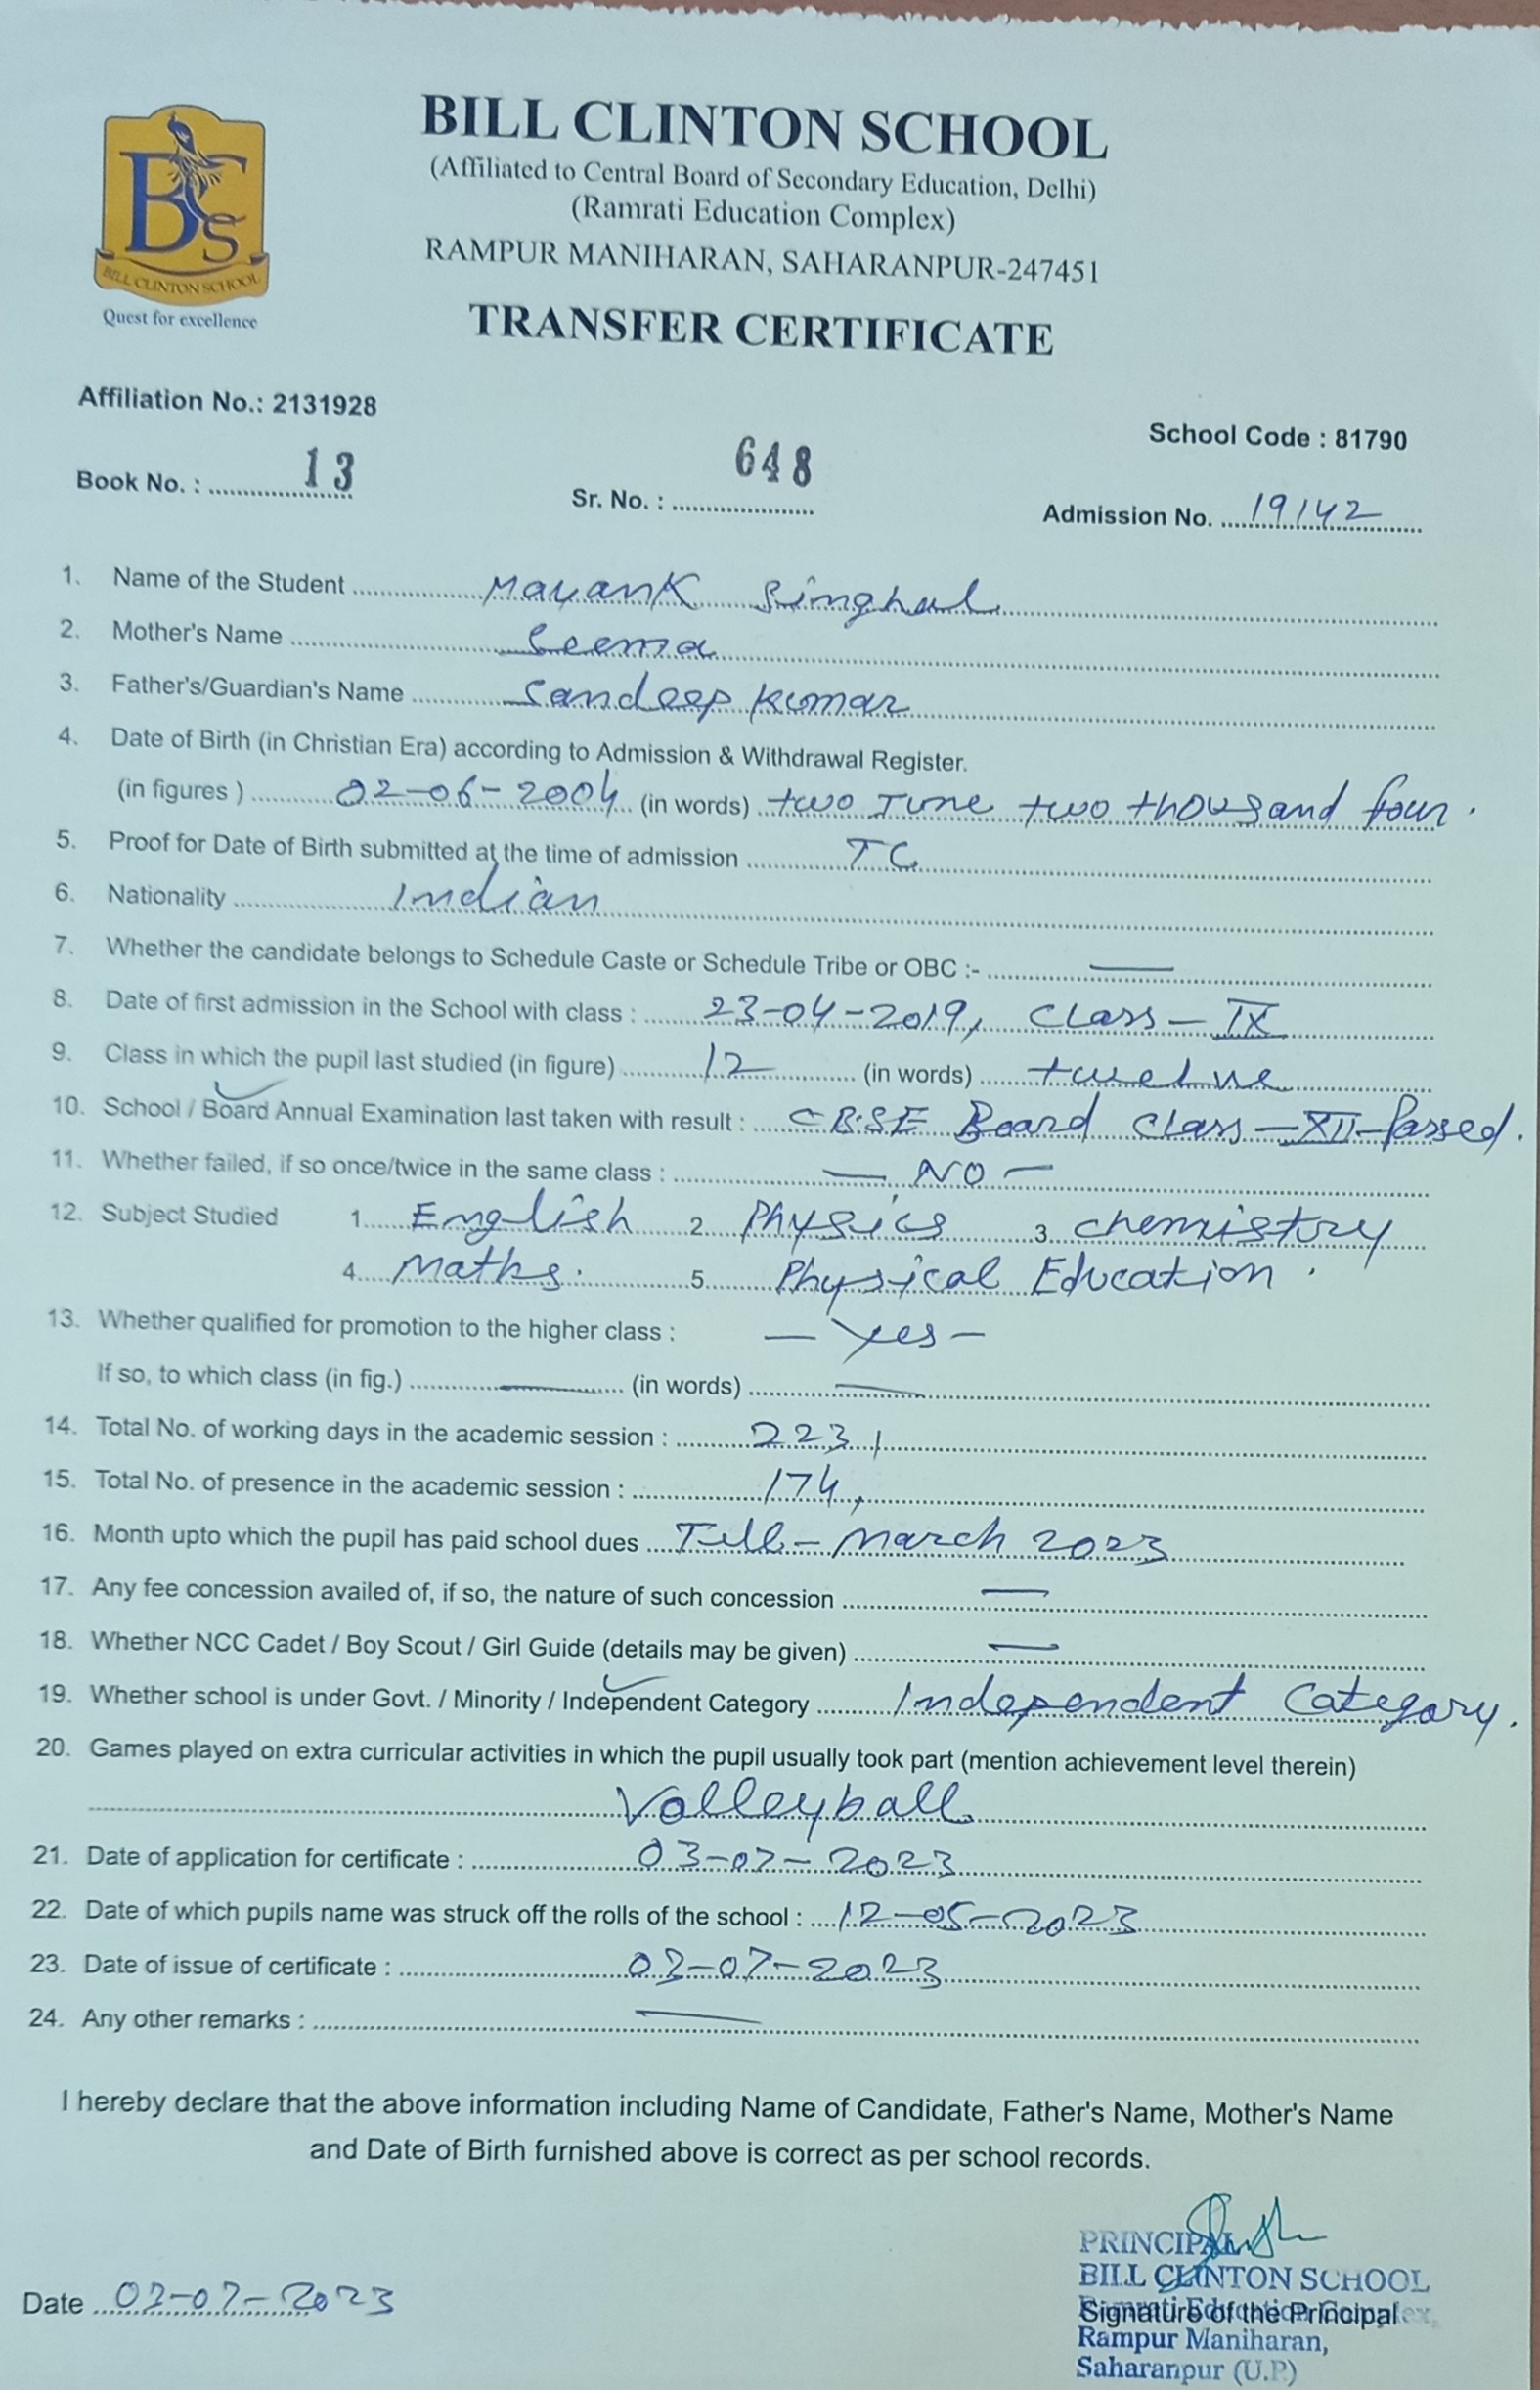 BILL CLINTON SCHOOL
(Affiliated to Central Board of Secondary Education, Delhi)
(Ramrati Education Complex)
RAMPUR MANIHARAN, SAHARANPUR-247451
BCS
BILL CLINTON SCHOOL
Quest for excellence
TRANSFER CERTIFICATE
Affiliation No.: 2131928
School Code : 81790
Book No. : 13 Sr. No. : 648 Admission No. 19142
1. Name of the Student Mayank Singhal
2. Mother's Name Seema
3. Father's/Guardian's Name Sandeep Kumar
4. Date of Birth (in Christian Era) according to Admission & Withdrawal Register.
(in figures ) 02-06-2004 (in words) two June two thousand four.
5. Proof for Date of Birth submitted at the time of admission TC
6. Nationality Indian
7. Whether the candidate belongs to Schedule Caste or Schedule Tribe or OBC :- —
8. Date of first admission in the School with class : 23-04-2019, Class-IX
9. Class in which the pupil last studied (in figure) 12 (in words) twelve
10. School / Board Annual Examination last taken with result : CBSE Board Class-XII-Passed.
11. Whether failed, if so once/twice in the same class : — NO —
12. Subject Studied 1. English 2. Physics 3. chemistory
4. Maths. 5. Physical Education.
13. Whether qualified for promotion to the higher class : — Yes —
If so, to which class (in fig.) — (in words) —
14. Total No. of working days in the academic session : 223,
15. Total No. of presence in the academic session : 174,
16. Month upto which the pupil has paid school dues Till-March 2023
17. Any fee concession availed of, if so, the nature of such concession —
18. Whether NCC Cadet / Boy Scout / Girl Guide (details may be given) —
19. Whether school is under Govt. / Minority / Independent Category Independent Category.
20. Games played on extra curricular activities in which the pupil usually took part (mention achievement level therein)
Valleyball
21. Date of application for certificate : 03-07-2023
22. Date of which pupils name was struck off the rolls of the school : 12-05-2023
23. Date of issue of certificate : 03-07-2023
24. Any other remarks : —
I hereby declare that the above information including Name of Candidate, Father's Name, Mother's Name
and Date of Birth furnished above is correct as per school records.
PRINCIPAL
BILL CLINTON SCHOOL
Date 03-07-2023
Signature of the Principal
Ramrati Education Complex,
Rampur Maniharan,
Saharanpur (U.P.)